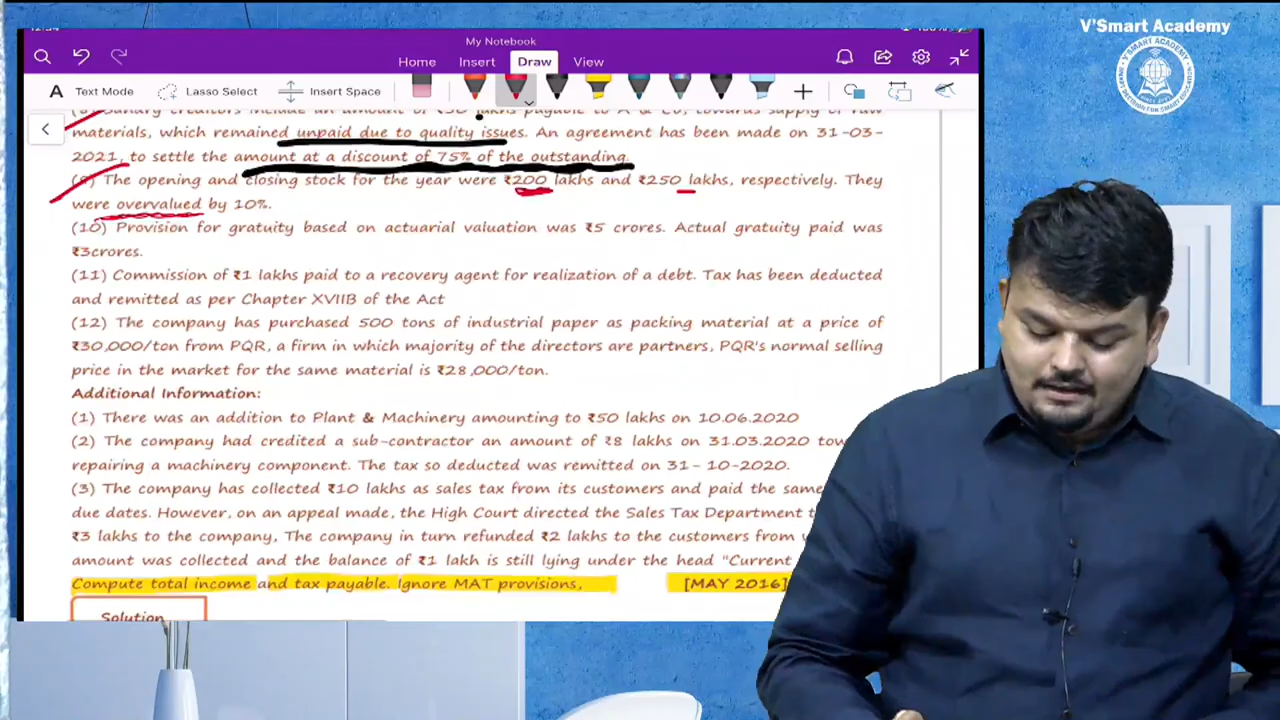 V'Smart Academy
My Notebook
Home Insert Draw View
A Text Mode Lasso Select Insert Space
lakhs payable to A & Co, towards supply of raw
materials, which remained unpaid due to quality issues. An agreement has been made on 31-03-
2021, to settle the amount at a discount of 75% of the outstanding.
(9) The opening and closing stock for the year were ₹200 lakhs and ₹250 lakhs, respectively. They
were overvalued by 10%.
(10) Provision for gratuity based on actuarial valuation was ₹5 crores. Actual gratuity paid was
₹3crores.
(11) Commission of ₹1 lakhs paid to a recovery agent for realization of a debt. Tax has been deducted
and remitted as per Chapter XVIIB of the Act
(12) The company has purchased 500 tons of industrial paper as packing material at a price of
₹30,000/ton from PQR, a firm in which majority of the directors are partners, PQR's normal selling
price in the market for the same material is ₹28,000/ton.
Additional Information:
(1) There was an addition to Plant & Machinery amounting to ₹50 lakhs on 10.06.2020
(2) The company had credited a sub-contractor an amount of ₹8 lakhs on 31.03.2020
repairing a machinery component. The tax so deducted was remitted on 31- 10-2020.
(3) The company has collected ₹10 lakhs as sales tax from its customers and paid the same
due dates. However, on an appeal made, the High Court directed the Sales Tax Department
₹3 lakhs to the company, The company in turn refunded ₹2 lakhs to the customers from
amount was collected and the balance of ₹1 lakh is still lying under the head "Current
Compute total income and tax payable. Ignore MAT provisions, [MAY 2016]
Solution